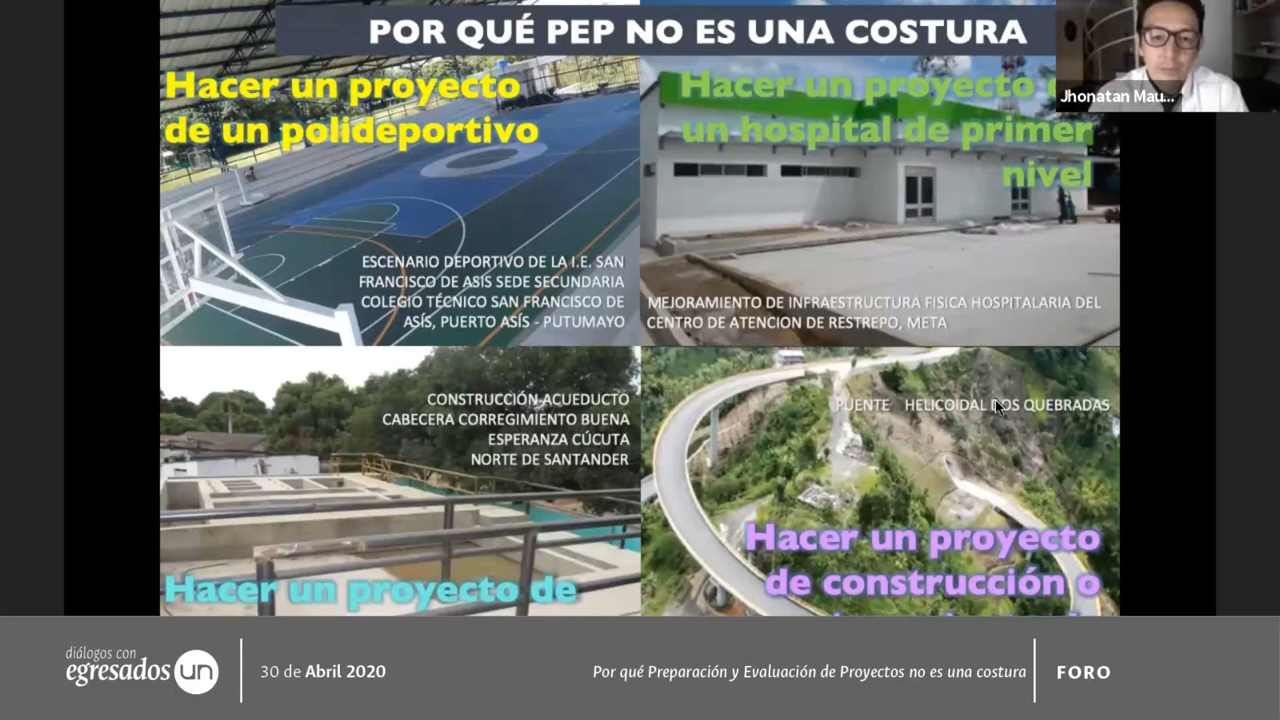 POR QUÉ PEP NO ES UNA COSTURA
Jhonatan Mau...
Hacer un proyecto
de un polideportivo
ESCENARIO DEPORTIVO DE LA I.E. SAN
FRANCISCO DE ASÍS SEDE SECUNDARIA
COLEGIO TÉCNICO SAN FRANCISCO DE
ASÍS, PUERTO ASÍS - PUTUMAYO
Hacer un proyecto
un hospital de primer
nivel
MEJORAMIENTO DE INFRAESTRUCTURA FISICA HOSPITALARIA DEL
CENTRO DE ATENCION DE RESTREPO, META
CONSTRUCCIÓN ACUEDUCTO
CABECERA CORREGIMIENTO BUENA
ESPERANZA CÚCUTA
NORTE DE SANTANDER
Hacer un proyecto de
PUENTE HELICOIDAL DOS QUEBRADAS
Hacer un proyecto
de construcción o
diálogos con
egresados un
30 de Abril 2020
Por qué Preparación y Evaluación de Proyectos no es una costura
FORO